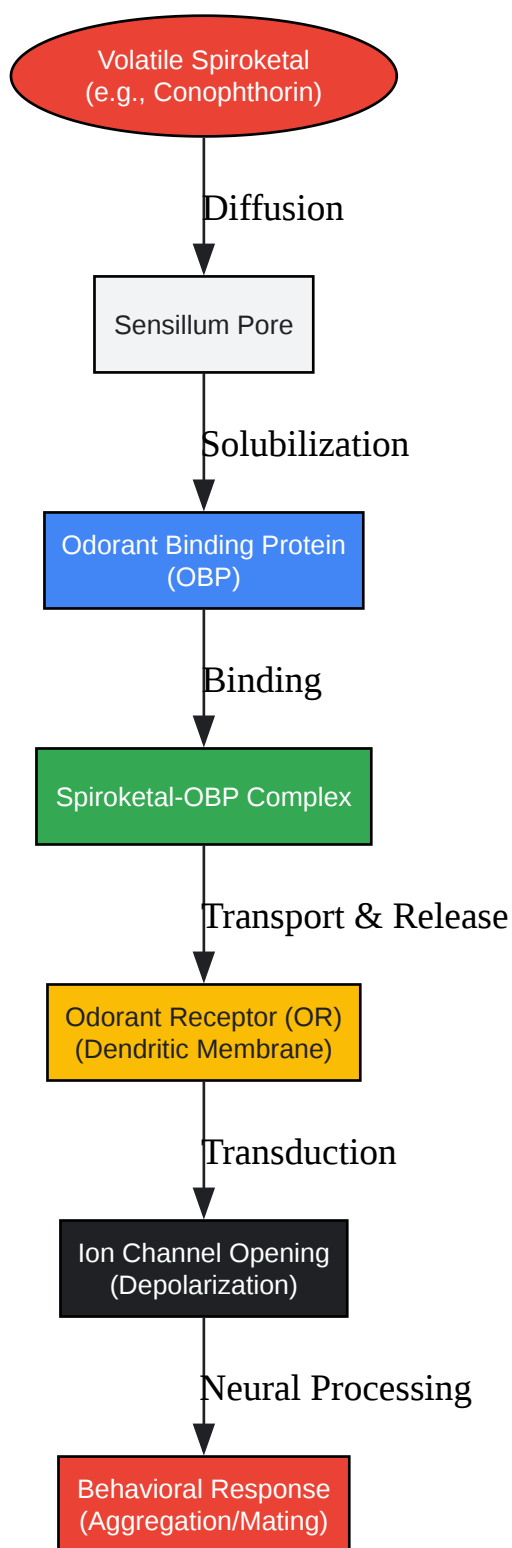 Volatile Spiroketal
(e.g., Conophthorin)
Diffusion
Sensillum Pore
Solubilization
Odorant Binding Protein
(OBP)
Binding
Spiroketal-OBP Complex
Transport & Release
Odorant Receptor (OR)
(Dendritic Membrane)
Transduction
Ion Channel Opening
(Depolarization)
Neural Processing
Behavioral Response
(Aggregation/Mating)